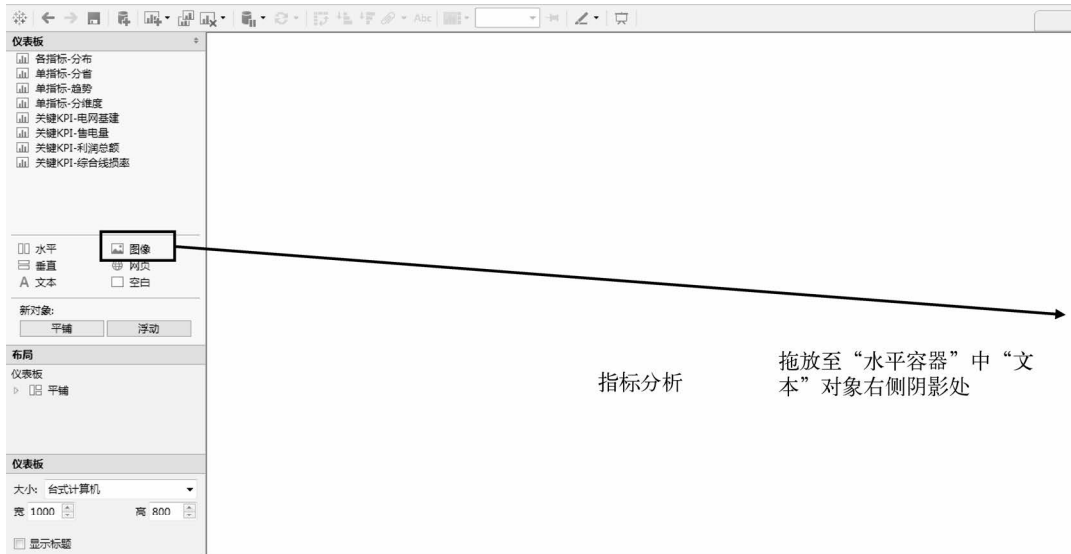 Abc
仪表板
各指标-分布
单指标-分省
单指标-趋势
单指标-分维度
关键KPI-电网基建
关键KPI-售电量
关键KPI-利润总额
关键KPI-综合线损率
水平 图像
垂直 网页
A 文本 空白
新对象:
平铺 浮动
布局
仪表板
平铺
指标分析
拖放至“水平容器”中“文
本”对象右侧阴影处
仪表板
大小: 台式计算机
宽 1000 高 800
显示标题